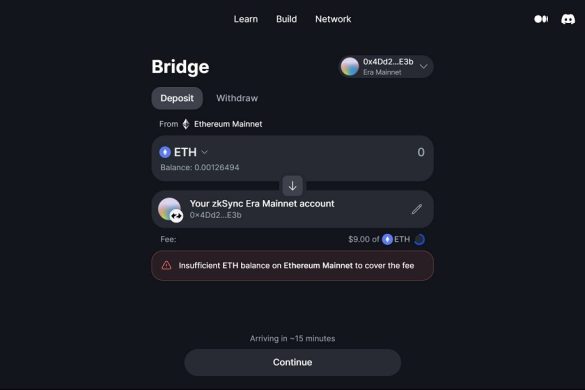 Learn Build Network
Bridge
0x4Dd2...E3b
Era Mainnet
Deposit Withdraw
From Ethereum Mainnet
ETH 0
Balance: 0.00126494
Your zkSync Era Mainnet account
0x4Dd2...E3b
Fee: $9.00 of ETH
Insufficient ETH balance on Ethereum Mainnet to cover the fee
Arriving in ~15 minutes
Continue